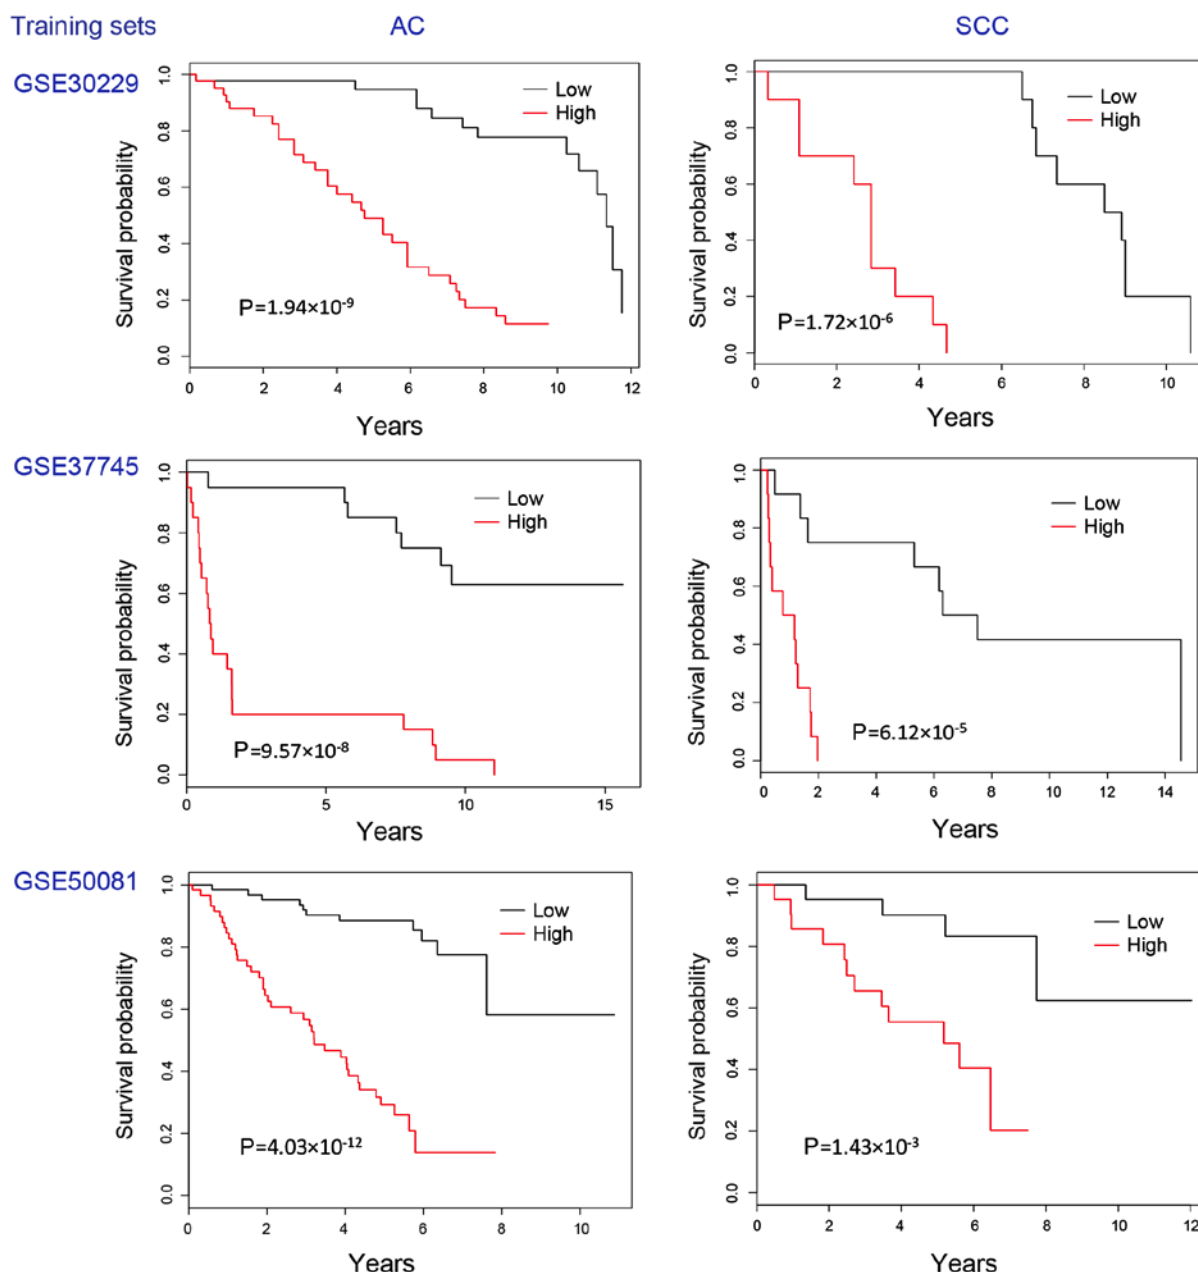 Training sets AC SCC
GSE30229
Survival probability
0.0 0.2 0.4 0.6 0.8 1.0
Low
High
P=1.94×10-9
0 2 4 6 8 10 12
Years
Survival probability
0.0 0.2 0.4 0.6 0.8 1.0
Low
High
P=1.72×10-6
0 2 4 6 8 10
Years
GSE37745
Survival probability
0.0 0.2 0.4 0.6 0.8 1.0
Low
High
P=9.57×10-8
0 5 10 15
Years
Survival probability
0.0 0.2 0.4 0.6 0.8 1.0
Low
High
P=6.12×10-5
0 2 4 6 8 10 12 14
Years
GSE50081
Survival probability
0.0 0.2 0.4 0.6 0.8 1.0
Low
High
P=4.03×10-12
0 2 4 6 8 10
Years
Survival probability
0.0 0.2 0.4 0.6 0.8 1.0
Low
High
P=1.43×10-3
0 2 4 6 8 10 12
Years